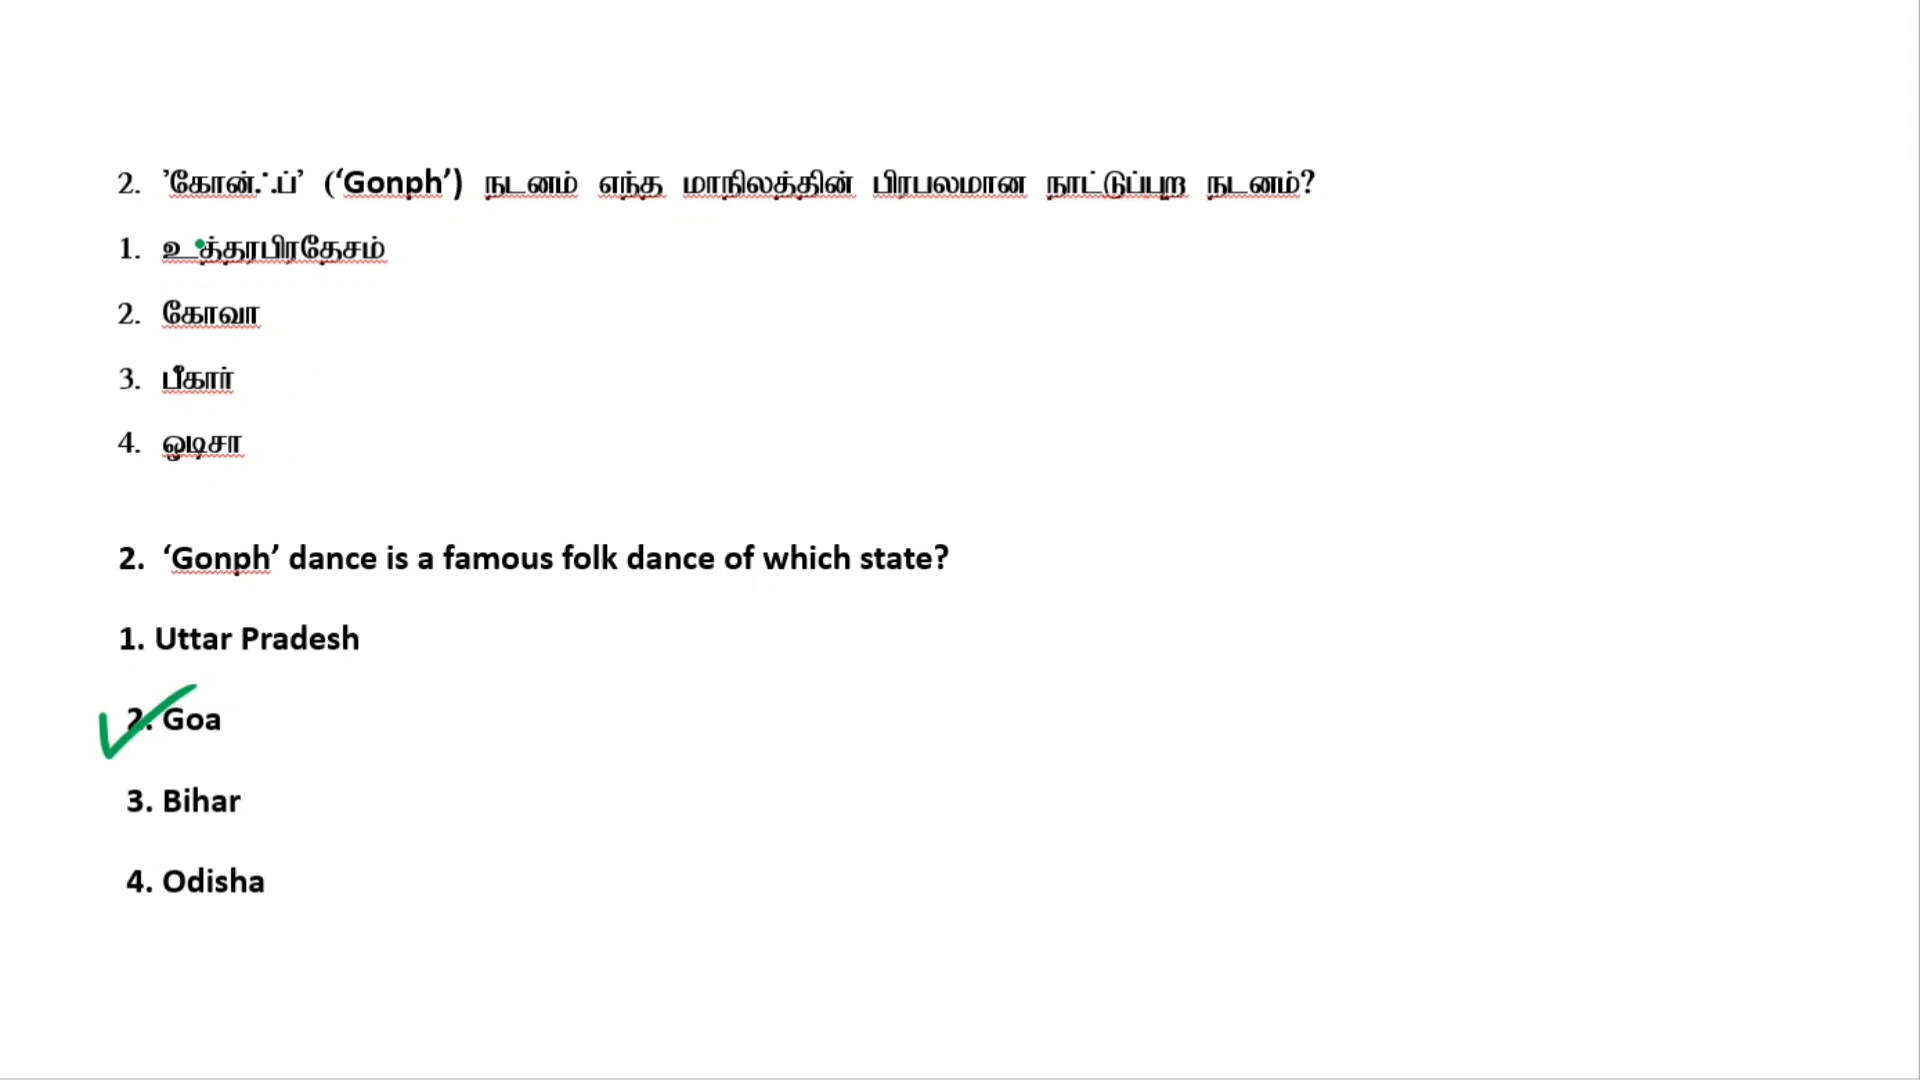 2. ’கோன்ஃப்’ (‘Gonph’) நடனம் எந்த மாநிலத்தின் பிரபலமான நாட்டுப்புற நடனம்?
1. உத்தரபிரதேசம்
2. கோவா
3. பீகார்
4. ஒடிசா
2. ‘Gonph’ dance is a famous folk dance of which state?
1. Uttar Pradesh
2. Goa
3. Bihar
4. Odisha